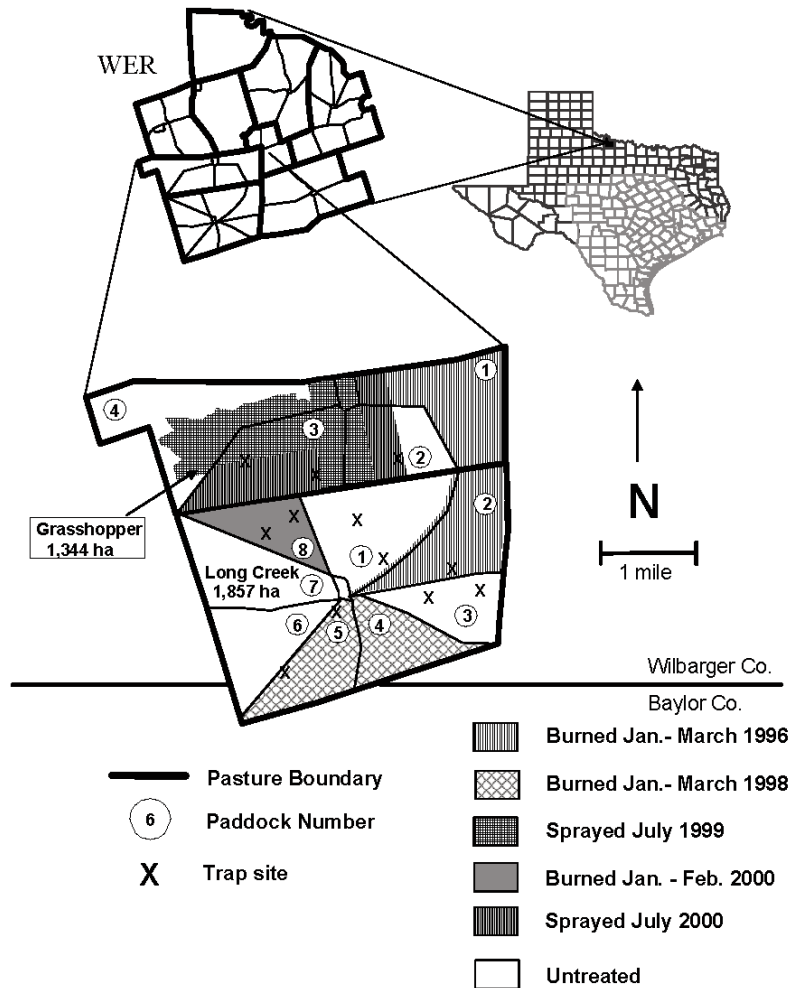 WER
1
4
3
2
2
Grasshopper
1,344 ha
8
1
Long Creek
1,857 ha
7
6
5
4
3
N
1 mile
Wilbarger Co.
Baylor Co.
Pasture Boundary
6 Paddock Number
X Trap site
Burned Jan.- March 1996
Burned Jan.- March 1998
Sprayed July 1999
Burned Jan. - Feb. 2000
Sprayed July 2000
Untreated
X
X
X
X
X
X
X
X
X
X
X
X